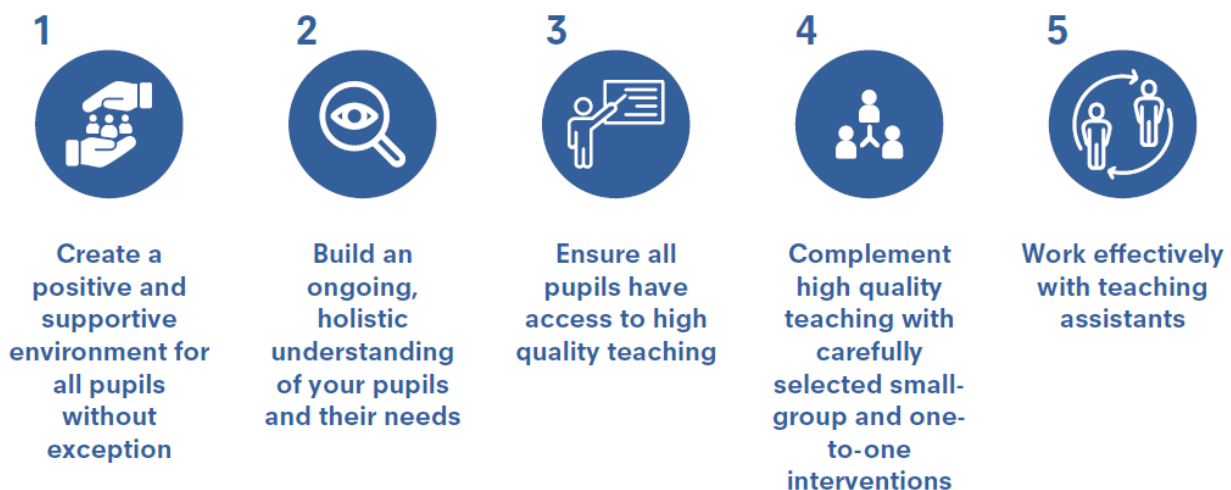 1
Create a
positive and
supportive
environment for
all pupils
without
exception
2
Build an
ongoing,
holistic
understanding
of your pupils
and their needs
3
Ensure all
pupils have
access to high
quality teaching
4
Complement
high quality
teaching with
carefully
selected small-
group and one-
to-one
interventions
5
Work effectively
with teaching
assistants